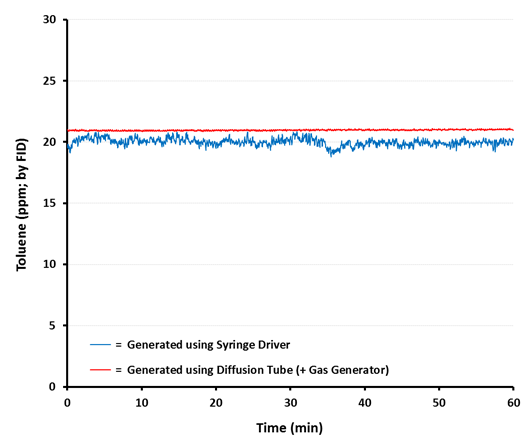 30
25
20
15
10
5
0
Toluene (ppm; by FID)
= Generated using Syringe Driver
= Generated using Diffusion Tube (+ Gas Generator)
0 10 20 30 40 50 60
Time (min)